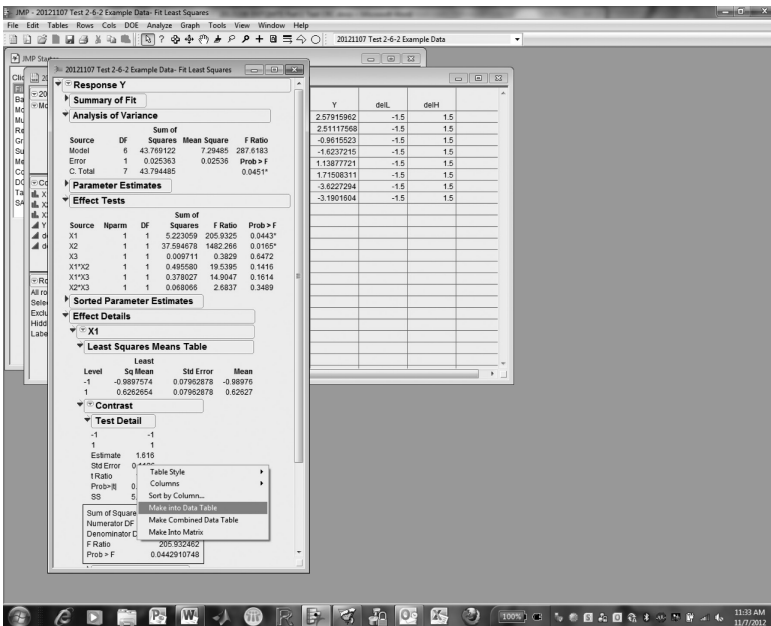 JMP - 20121107 Test 2-6-2 Example Data- Fit Least Squares
File Edit Tables Rows Cols DOE Analyze Graph Tools View Window Help
20121107 Test 2-6-2 Example Data
JMP
20121107 Test 2-6-2 Example Data- Fit Least Squares
Response Y
Summary of Fit
Analysis of Variance
Sum of
Source DF Squares Mean Square F Ratio
Model 6 43.769122 7.29485 287.6183
Error 1 0.025363 0.02536 Prob > F
C. Total 7 43.794485 0.0451*
Parameter Estimates
Effect Tests
Sum of
Source Nparm DF Squares F Ratio Prob > F
X1 1 1 5.223059 205.9325 0.0443*
X2 1 1 37.594678 1482.266 0.0165*
X3 1 1 0.009711 0.3829 0.6472
X1*X2 1 1 0.495580 19.5395 0.1416
X1*X3 1 1 0.378027 14.9047 0.1614
X2*X3 1 1 0.068066 2.6837 0.3489
Sorted Parameter Estimates
Effect Details
X1
Least Squares Means Table
Least
Level Sq Mean Std Error Mean
-1 -0.9897574 0.07962878 -0.98976
1 0.6262654 0.07962878 0.62627
Contrast
Test Detail
-1 -1
1 1
Estimate 1.616
Std Error
t Ratio
Prob>|t| 0.
SS 5.
Sum of Square
Numerator DF
Denominator D
F Ratio 205.932462
Prob > F 0.0442910748
Table Style
Columns
Sort by Column...
Make into Data Table
Make Combined Data Table
Make Into Matrix
Y delL delH
2.57915962 -1.5 1.5
2.51117568 -1.5 1.5
-0.9615523 -1.5 1.5
-1.6237215 -1.5 1.5
1.13877721 -1.5 1.5
1.71508311 -1.5 1.5
-3.6227294 -1.5 1.5
-3.1901604 -1.5 1.5
100%
11:33 AM
11/7/2012